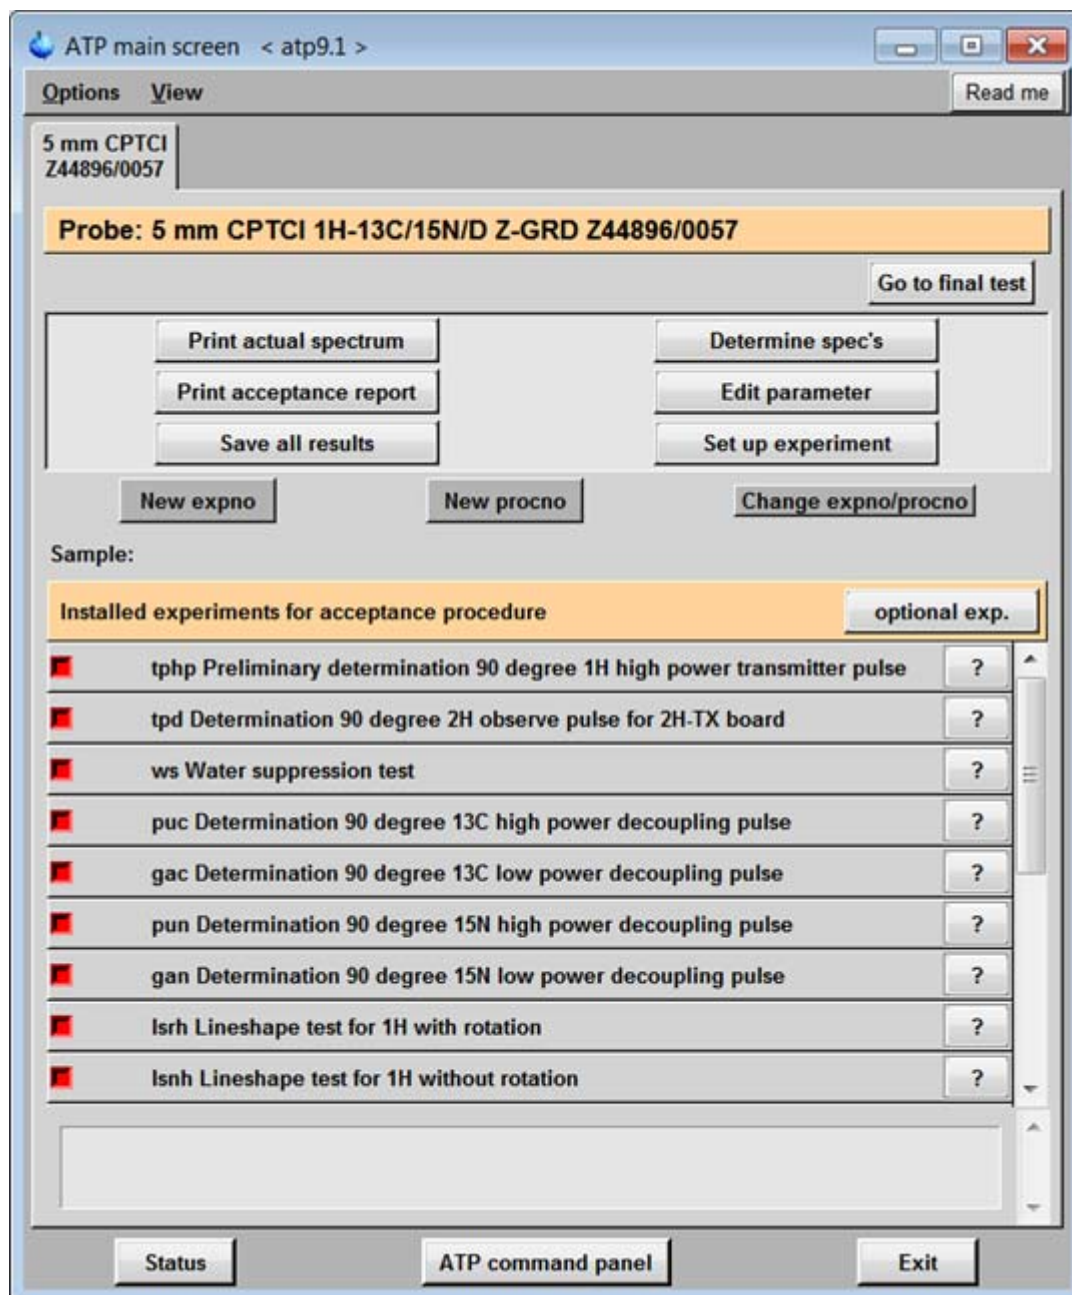 ATP main screen < atp9.1 >
Options View Read me
5 mm CPTCI
Z44896/0057
Probe: 5 mm CPTCI 1H-13C/15N/D Z-GRD Z44896/0057
Go to final test
Print actual spectrum Determine spec's
Print acceptance report Edit parameter
Save all results Set up experiment
New expno New procno Change expno/procno
Sample:
Installed experiments for acceptance procedure optional exp.
tphp Preliminary determination 90 degree 1H high power transmitter pulse ?
tpd Determination 90 degree 2H observe pulse for 2H-TX board ?
ws Water suppression test ?
puc Determination 90 degree 13C high power decoupling pulse ?
gac Determination 90 degree 13C low power decoupling pulse ?
pun Determination 90 degree 15N high power decoupling pulse ?
gan Determination 90 degree 15N low power decoupling pulse ?
lsrh Lineshape test for 1H with rotation ?
lsnh Lineshape test for 1H without rotation ?
Status ATP command panel Exit